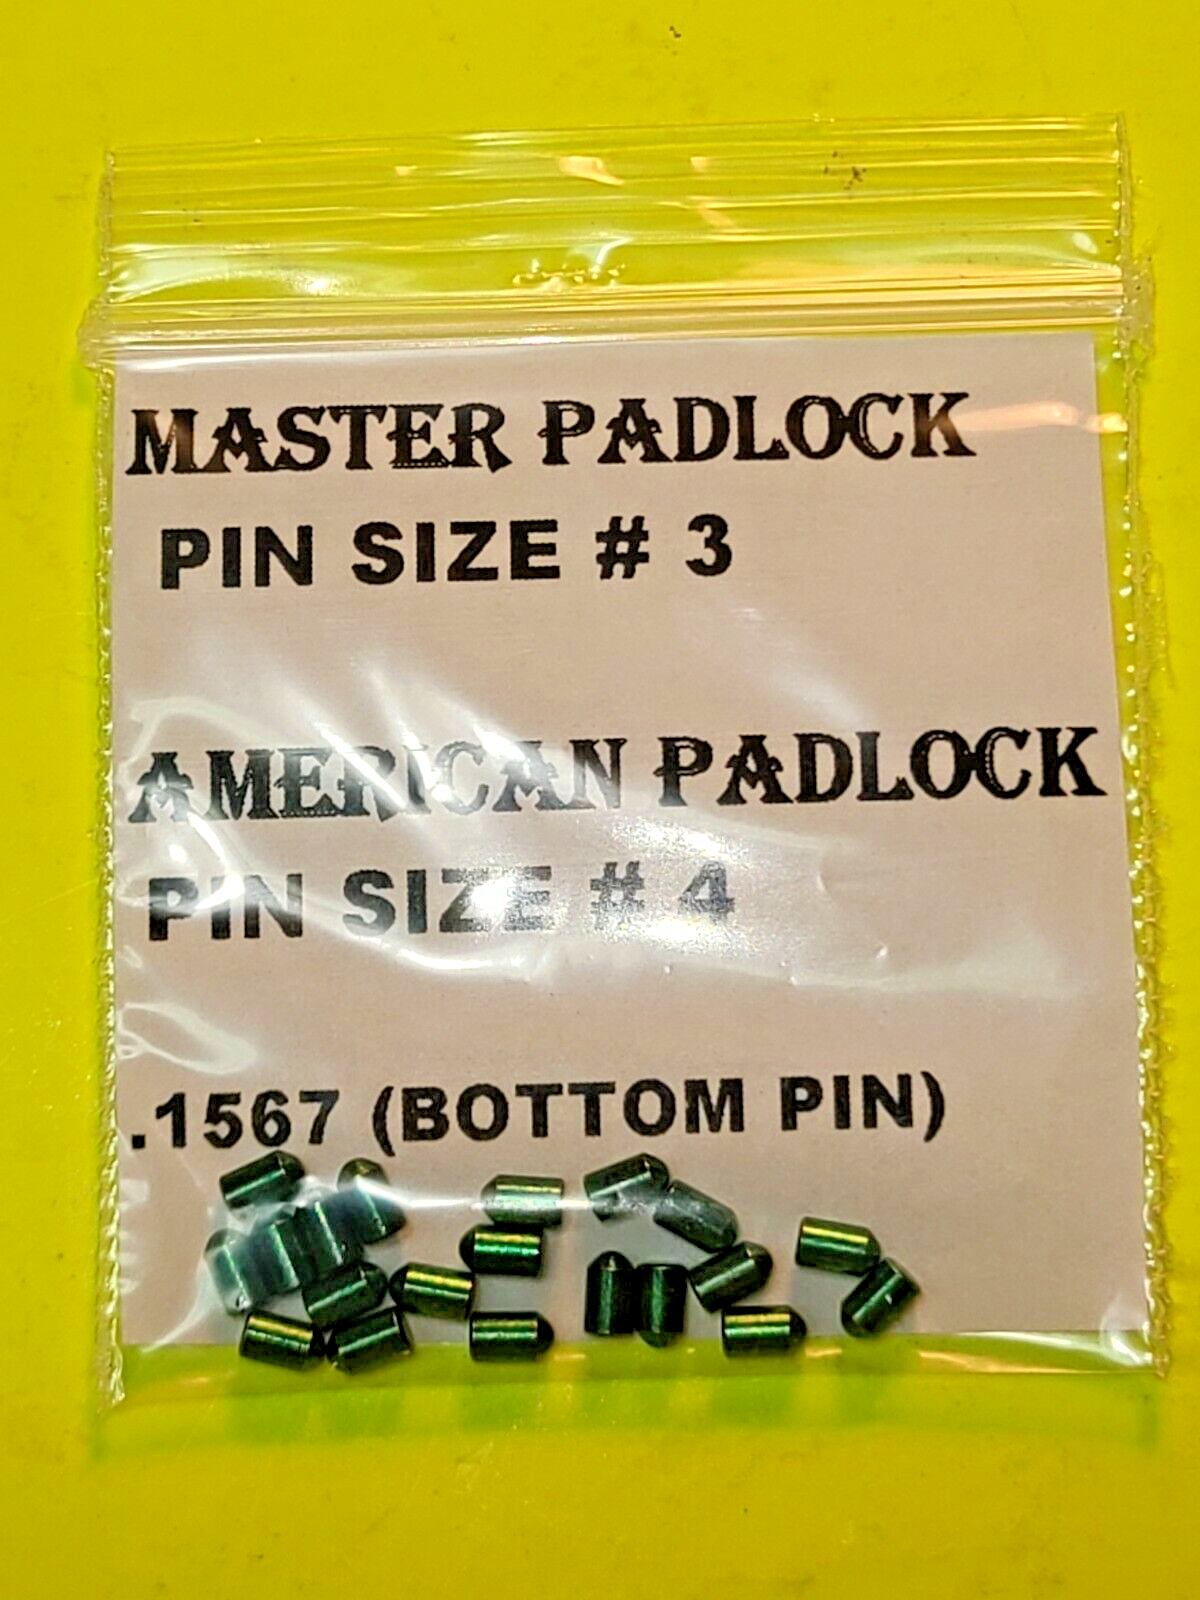 MASTER PADLOCK
PIN SIZE # 3
AMERICAN PADLOCK
PIN SIZE # 4
.1567 (BOTTOM PIN)